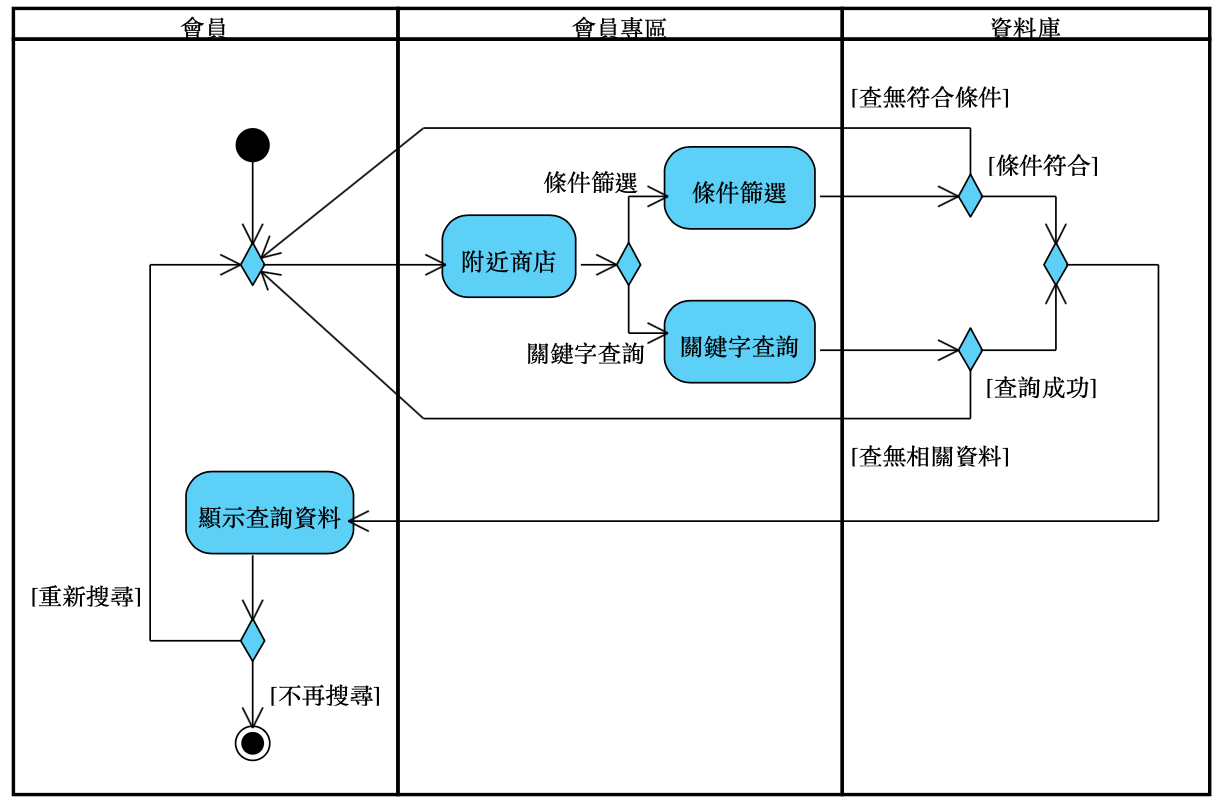 會員
會員專區
資料庫
[查無符合條件]
[條件符合]
條件篩選
條件篩選
附近商店
關鍵字查詢
關鍵字查詢
[查詢成功]
[查無相關資料]
顯示查詢資料
[重新搜尋]
[不再搜尋]